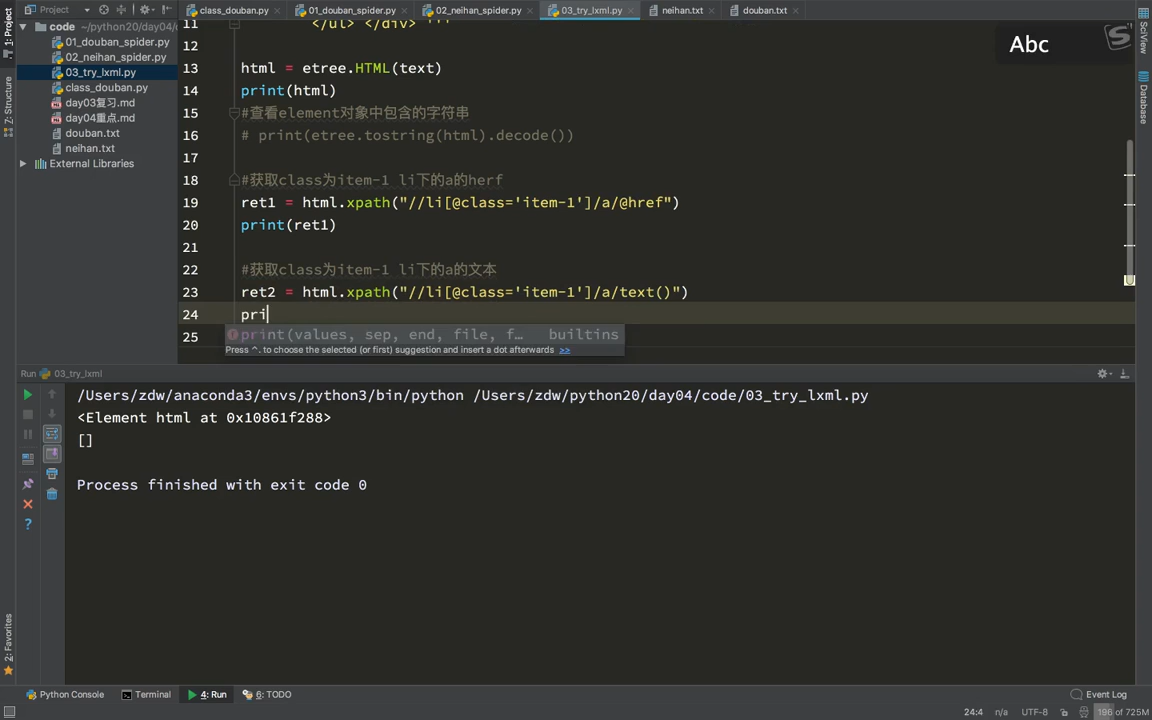 class_douban.py
01_douban_spider.py
02_neihan_spider.py
03_try_lxml.py
neihan.txt
douban.txt
Abc
1: Project
Z: Structure
2: Favorites
Project
code ~/python20/day04/
01_douban_spider.py
02_neihan_spider.py
03_try_lxml.py
class_douban.py
day03复习.md
day04重点.md
douban.txt
neihan.txt
External Libraries
SciView
Database
11 </ul> </div> '''
12
13 html = etree.HTML(text)
14 print(html)
15 #查看element对象中包含的字符串
16 # print(etree.tostring(html).decode())
17
18 #获取class为item-1 li下的a的herf
19 ret1 = html.xpath("//li[@class='item-1']/a/@href")
20 print(ret1)
21
22 #获取class为item-1 li下的a的文本
23 ret2 = html.xpath("//li[@class='item-1']/a/text()")
24 pri
25
print(values, sep, end, file, f… builtins
Press ^. to choose the selected (or first) suggestion and insert a dot afterwards >>
Run 03_try_lxml
/Users/zdw/anaconda3/envs/python3/bin/python /Users/zdw/python20/day04/code/03_try_lxml.py
<Element html at 0x10861f288>
[]
Process finished with exit code 0
Python Console
Terminal
4: Run
6: TODO
Event Log
24:4 n/a UTF-8 196 of 725M